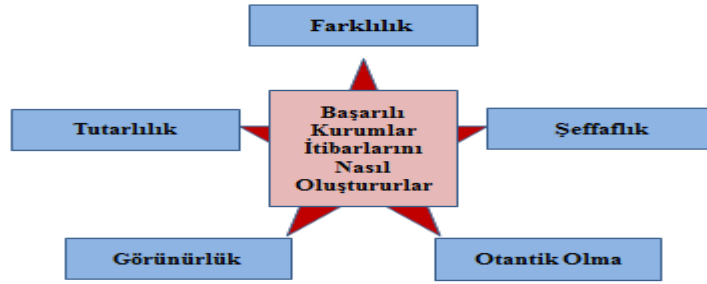 Farklılık
Tutarlılık
Başarılı
Kurumlar
İtibarlarını
Nasıl
Oluştururlar
Şeffaflık
Görünürlük
Otantik Olma